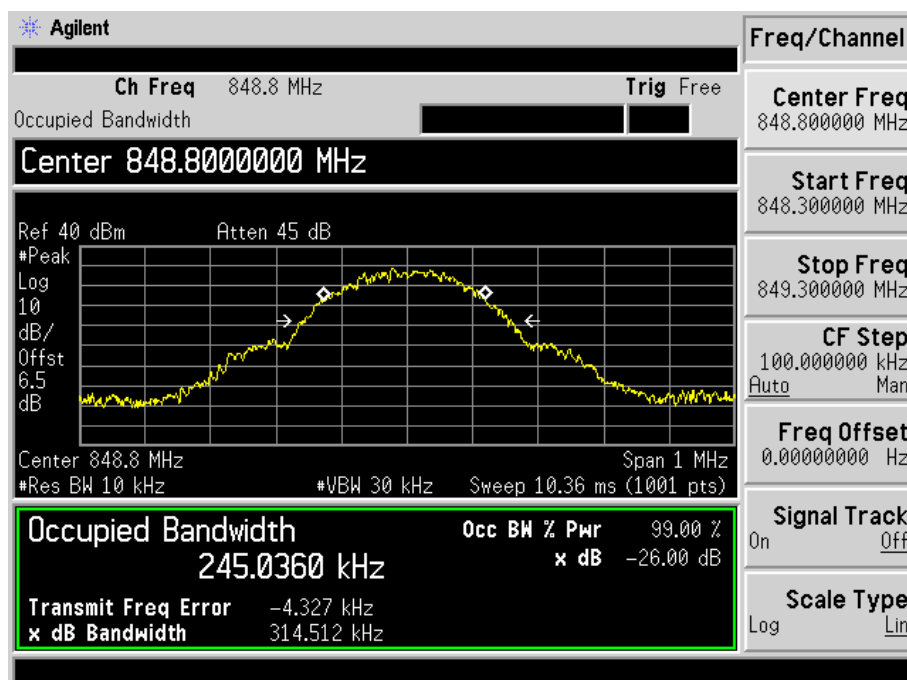 Agilent
Ch Freq 848.8 MHz Trig Free
Occupied Bandwidth
Center 848.8000000 MHz
Ref 40 dBm Atten 45 dB
#Peak
Log
10
dB/
Offst
6.5
dB
Center 848.8 MHz Span 1 MHz
#Res BW 10 kHz #VBW 30 kHz Sweep 10.36 ms (1001 pts)
Occupied Bandwidth Occ BW % Pwr 99.00 %
245.0360 kHz x dB -26.00 dB
Transmit Freq Error -4.327 kHz
x dB Bandwidth 314.512 kHz
Freq/Channel
Center Freq
848.800000 MHz
Start Freq
848.300000 MHz
Stop Freq
849.300000 MHz
CF Step
100.000000 kHz
Auto Man
Freq Offset
0.00000000 Hz
Signal Track
On Off
Scale Type
Log Lin